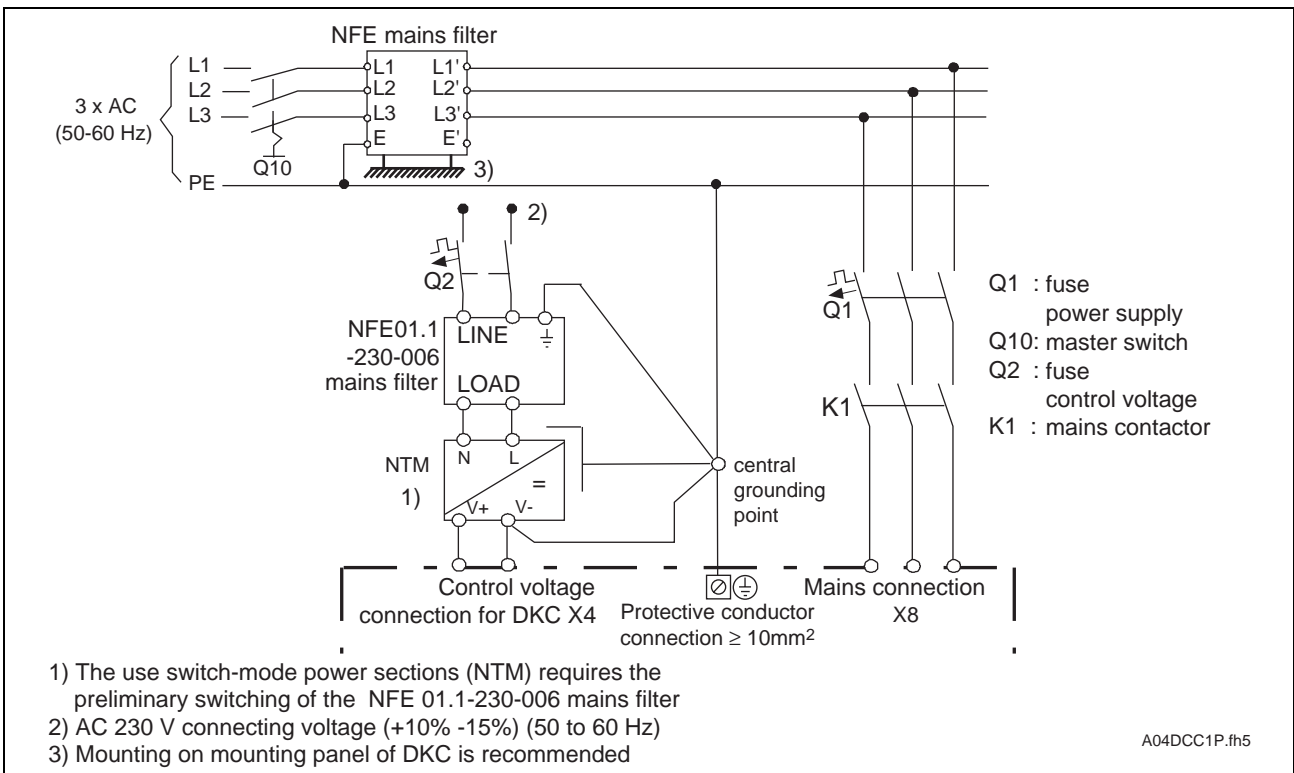 NFE mains filter
L1
L2
L3
3 x AC
(50-60 Hz)
PE
Q10
L1 L1'
L2 L2'
L3 L3'
E E'
3)
2)
Q2
NFE01.1
-230-006
mains filter
LINE
LOAD
NTM
1)
N L
=
V+ V-
central
grounding
point
Q1
K1
Q1 : fuse
power supply
Q10: master switch
Q2 : fuse
control voltage
K1 : mains contactor
Control voltage
connection for DKC X4
Protective conductor
connection ≥ 10mm²
Mains connection
X8
1) The use switch-mode power sections (NTM) requires the
preliminary switching of the NFE 01.1-230-006 mains filter
2) AC 230 V connecting voltage (+10% -15%) (50 to 60 Hz)
3) Mounting on mounting panel of DKC is recommended
A04DCC1P.fh5